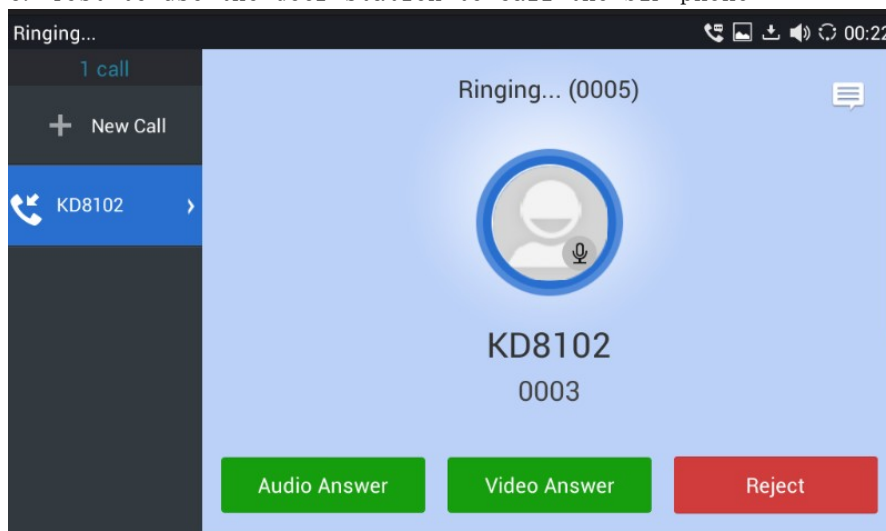 Ringing...
00:22
1 call
New Call
KD8102
Ringing... (0005)
KD8102
0003
Audio Answer
Video Answer
Reject